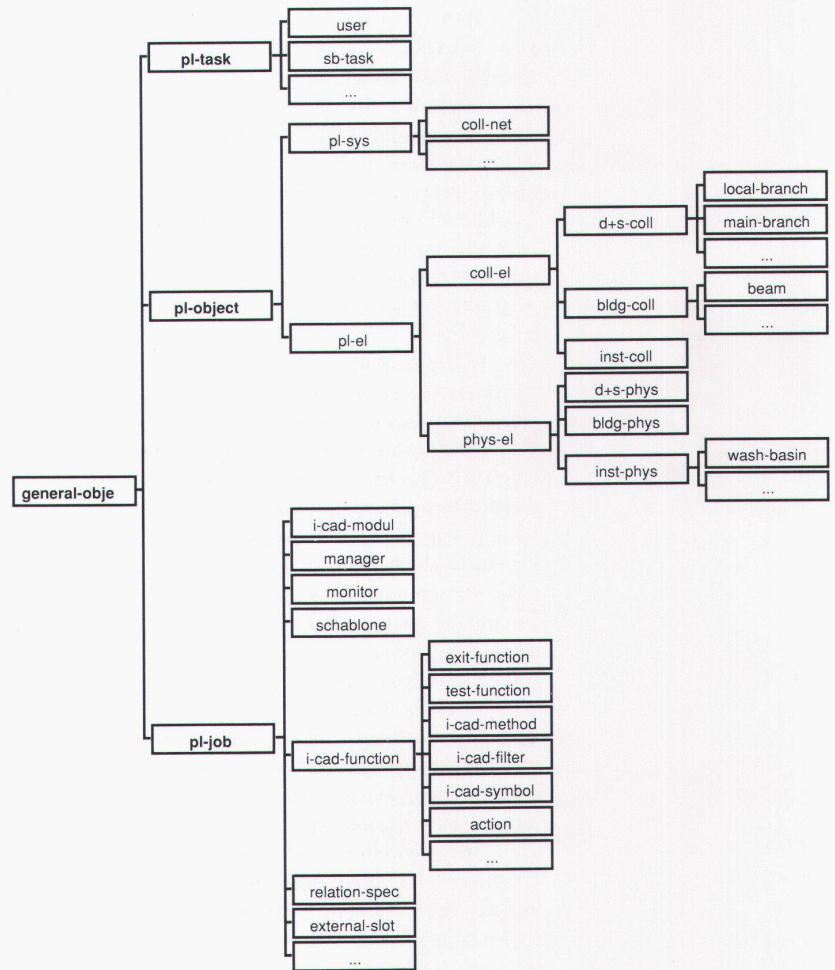 user
pl-task
sb-task
...
coll-net
pl-sys
...
local-branch
d+s-coll
main-branch
...
coll-el
beam
pl-object
bldg-coll
...
pl-el
inst-coll
d+s-phys
bldg-phys
phys-el
wash-basin
inst-phys
general-obje
...
i-cad-modul
manager
monitor
schablone
exit-function
test-function
i-cad-method
pl-job
i-cad-function
i-cad-filter
i-cad-symbol
action
...
relation-spec
external-slot
...